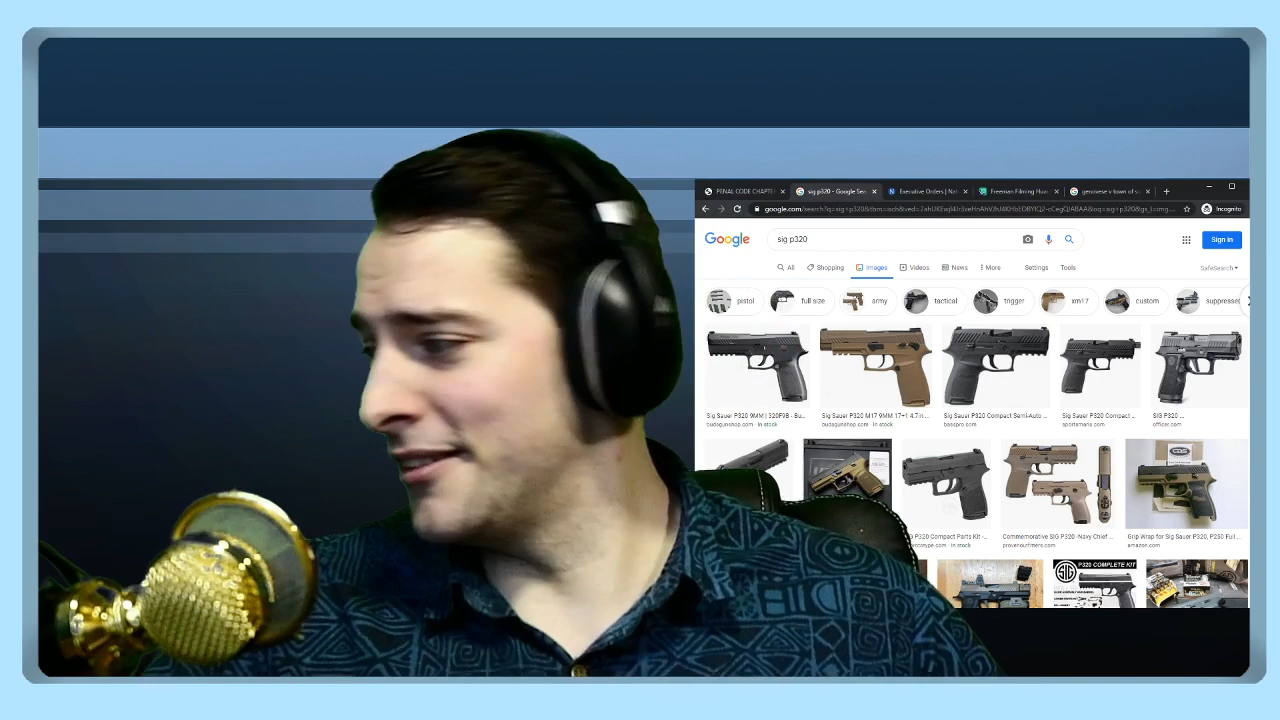 PENAL CODE CHAPTE
sig p320 - Google Sea
Executive Orders | Nat
Freeman Filming Hu
genovese v town of s
Incognito
Google
sig p320
Sign in
All
Shopping
Images
Videos
News
More
Settings
Tools
SafeSearch
pistol
full size
army
tactical
trigger
xm17
custom
suppresse
Sig Sauer P320 9MM | 320F9B - Bu...
Sig Sauer P320 M17 9MM 17+1 4.7in...
Sig Sauer P320 Compact Semi-Auto ...
Sig Sauer P320 Compact ...
SIG P320 ...
budsgunshop.com · In stock
budsgunshop.com · In stock
basspro.com
sportsmans.com
officer.com
P320 Compact Parts Kit -...
Commemorative SIG P320 -Navy Chief ...
Grip Wrap for Sig Sauer P320, P250 Full ...
In stock
amazon.com
SIG
P320 COMPLETE KIT